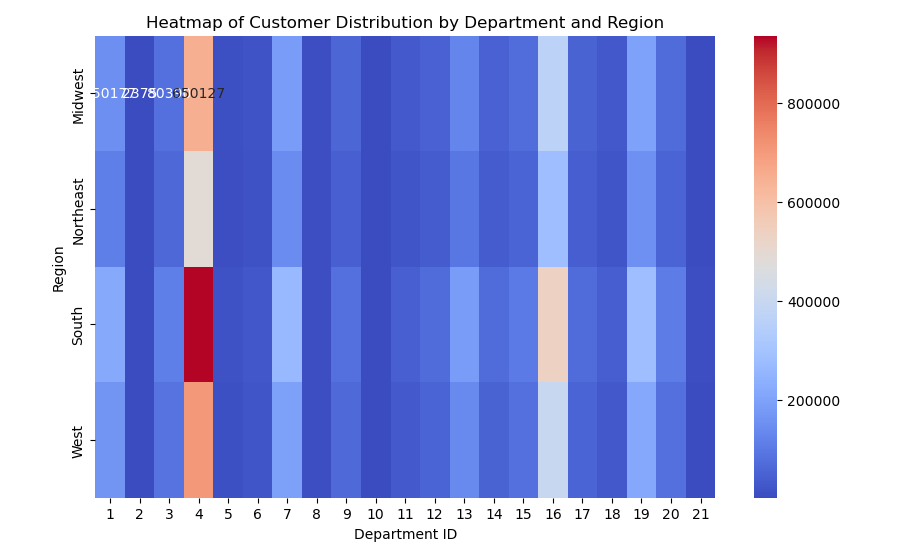 Heatmap of Customer Distribution by Department and Region
Region
Midwest
Northeast
South
West
650127
1 2 3 4 5 6 7 8 9 10 11 12 13 14 15 16 17 18 19 20 21
Department ID
800000
600000
400000
200000